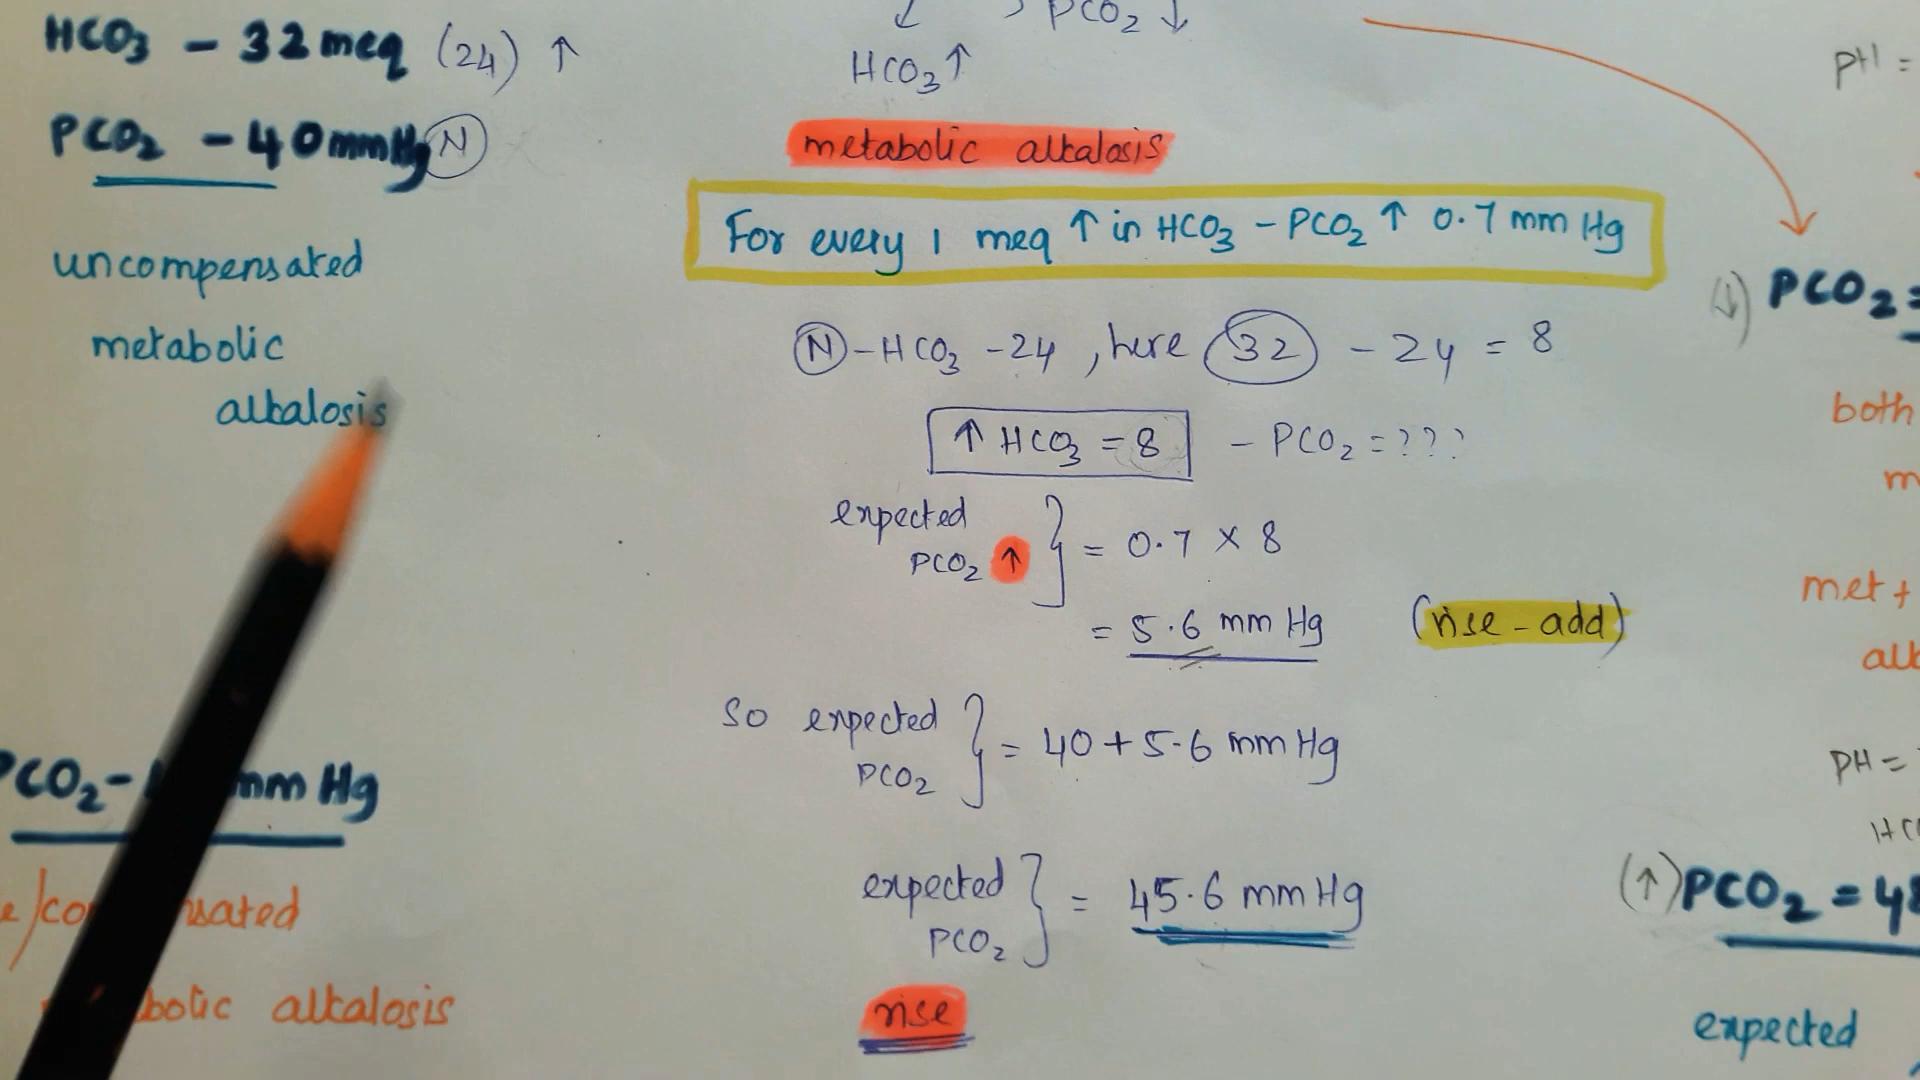 HCO3 - 32 meq (24) ↑
PCO2 - 40 mmHg (N)
uncompensated
metabolic
alkalosis
PCO2 - mm Hg
metabolic alkalosis
PCO2 ↓
HCO3 ↑
metabolic alkalosis
For every 1 meq ↑ in HCO3 - PCO2 ↑ 0.7 mm Hg
(N) - HCO3 - 24, here 32 - 24 = 8
↑ HCO3 = 8 - PCO2 = ???
expected
PCO2 ↑ } = 0.7 × 8
= 5.6 mm Hg (rise - add)
So expected
PCO2 } = 40 + 5.6 mm Hg
expected
PCO2 } = 45.6 mm Hg
rise
PH =
(↓) PCO2 =
both
met +
PH =
(↑) PCO2 = 48
expected